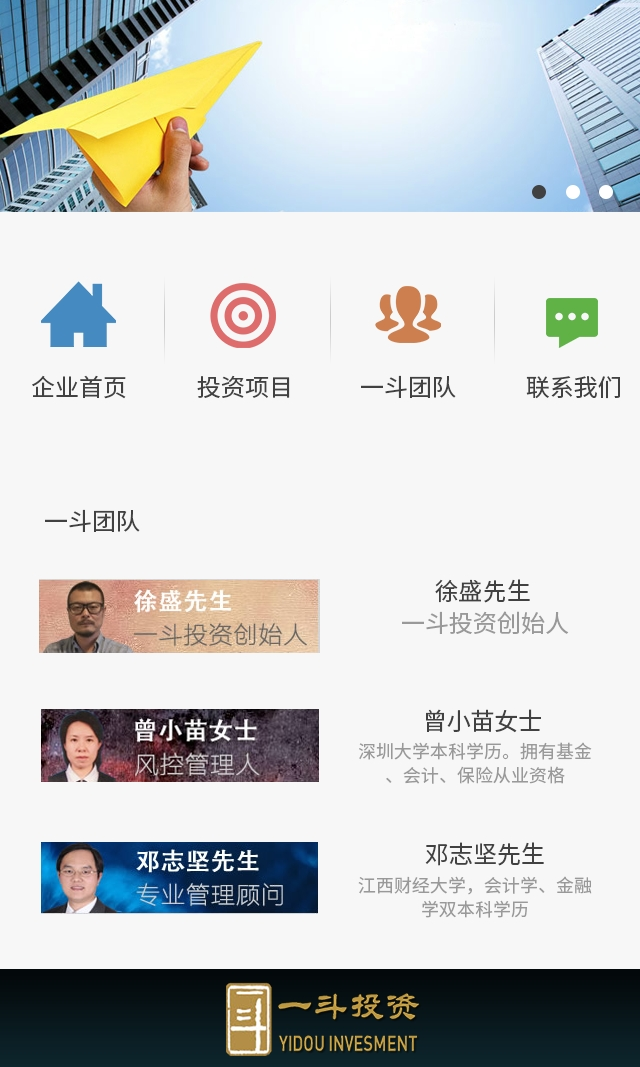 企业首页
投资项目
一斗团队
联系我们
一斗团队
徐盛先生
一斗投资创始人
徐盛先生
一斗投资创始人
曾小苗女士
风控管理人
曾小苗女士
深圳大学本科学历。拥有基金
、会计、保险从业资格
邓志坚先生
专业管理顾问
邓志坚先生
江西财经大学，会计学、金融
学双本科学历
一斗
一斗投资
YIDOU INVESMENT